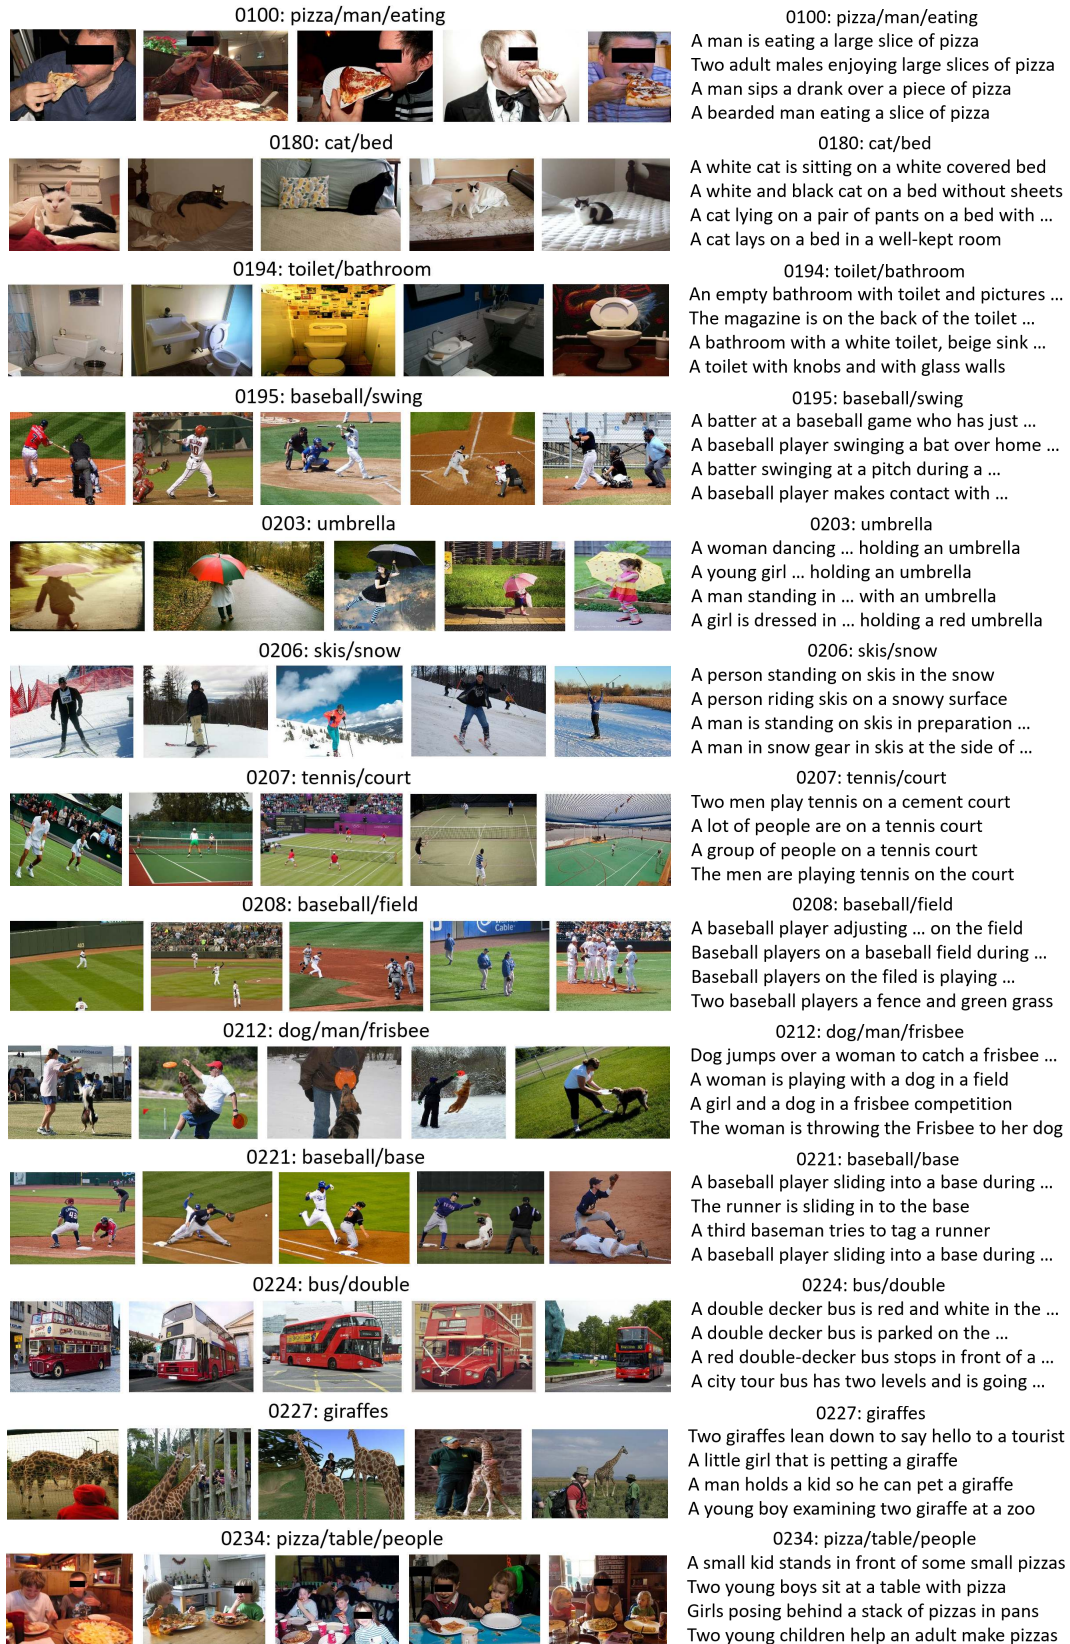 0100: pizza/man/eating
0100: pizza/man/eating
A man is eating a large slice of pizza
Two adult males enjoying large slices of pizza
A man sips a drank over a piece of pizza
A bearded man eating a slice of pizza
0180: cat/bed
0180: cat/bed
A white cat is sitting on a white covered bed
A white and black cat on a bed without sheets
A cat lying on a pair of pants on a bed with ...
A cat lays on a bed in a well-kept room
0194: toilet/bathroom
0194: toilet/bathroom
An empty bathroom with toilet and pictures ...
The magazine is on the back of the toilet ...
A bathroom with a white toilet, beige sink ...
A toilet with knobs and with glass walls
0195: baseball/swing
0195: baseball/swing
A batter at a baseball game who has just ...
A baseball player swinging a bat over home ...
A batter swinging at a pitch during a ...
A baseball player makes contact with ...
0203: umbrella
0203: umbrella
A woman dancing ... holding an umbrella
A young girl ... holding an umbrella
A man standing in ... with an umbrella
A girl is dressed in ... holding a red umbrella
0206: skis/snow
0206: skis/snow
A person standing on skis in the snow
A person riding skis on a snowy surface
A man is standing on skis in preparation ...
A man in snow gear in skis at the side of ...
0207: tennis/court
0207: tennis/court
Two men play tennis on a cement court
A lot of people are on a tennis court
A group of people on a tennis court
The men are playing tennis on the court
0208: baseball/field
0208: baseball/field
Cable
A baseball player adjusting ... on the field
Baseball players on a baseball field during ...
Baseball players on the filed is playing ...
Two baseball players a fence and green grass
0212: dog/man/frisbee
0212: dog/man/frisbee
Dog jumps over a woman to catch a frisbee ...
A woman is playing with a dog in a field
A girl and a dog in a frisbee competition
The woman is throwing the Frisbee to her dog
0221: baseball/base
0221: baseball/base
A baseball player sliding into a base during ...
The runner is sliding in to the base
A third baseman tries to tag a runner
A baseball player sliding into a base during ...
0224: bus/double
0224: bus/double
A double decker bus is red and white in the ...
A double decker bus is parked on the ...
A red double-decker bus stops in front of a ...
A city tour bus has two levels and is going ...
0227: giraffes
0227: giraffes
Two giraffes lean down to say hello to a tourist
A little girl that is petting a giraffe
A man holds a kid so he can pet a giraffe
A young boy examining two giraffe at a zoo
0234: pizza/table/people
0234: pizza/table/people
A small kid stands in front of some small pizzas
Two young boys sit at a table with pizza
Girls posing behind a stack of pizzas in pans
Two young children help an adult make pizzas